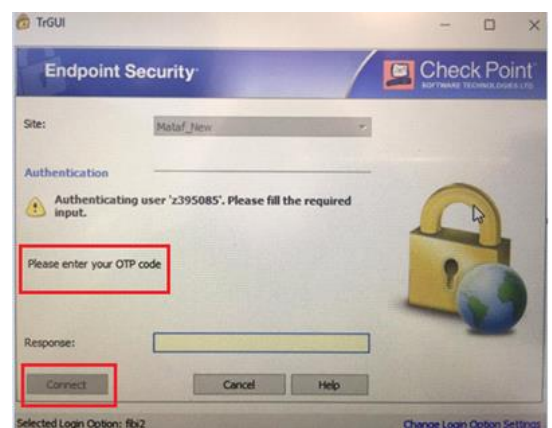 TrGUI
Endpoint Security
Check Point
SOFTWARE TECHNOLOGIES LTD.
Site:
Mataf_New
Authentication
Authenticating user 'z395085'. Please fill the required
input.
Please enter your OTP code
Response:
Connect
Cancel
Help
Selected Login Option: fibi2
Change Login Option Settings